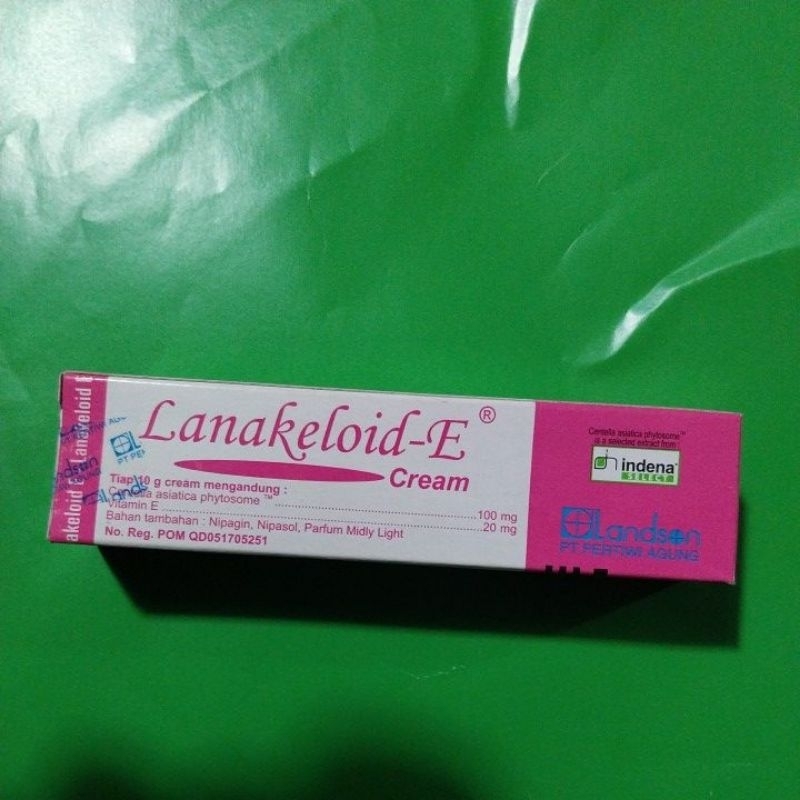 Lanakeloid-E®
Cream
Tiap 10 g cream mengandung :
Centella asiatica phytosome ™ 100 mg
Vitamin E 20 mg
Bahan tambahan : Nipagin, Nipasol, Parfum Midly Light
No. Reg. POM QD051705251
Centella asiatica phytosome™
is a selected extract from :
indena
SELECT
Landson
PT PERTIWI AGUNG